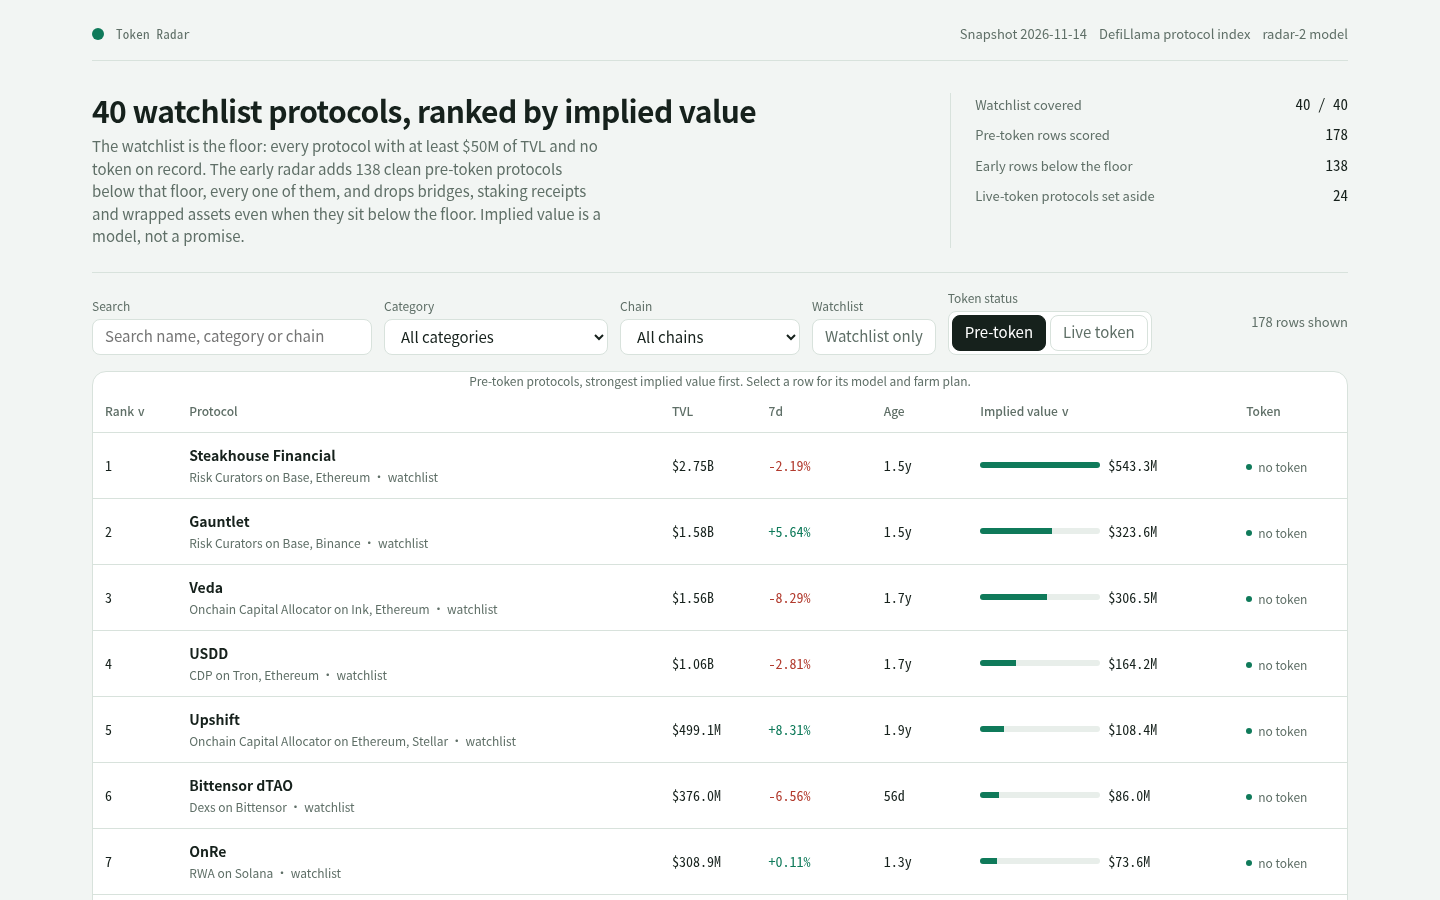 Token Radar
Snapshot 2026-11-14 DefiLlama protocol index radar-2 model
40 watchlist protocols, ranked by implied value
The watchlist is the floor: every protocol with at least $50M of TVL and no
token on record. The early radar adds 138 clean pre-token protocols
below that floor, every one of them, and drops bridges, staking receipts
and wrapped assets even when they sit below the floor. Implied value is a
model, not a promise.
Watchlist covered 40 / 40
Pre-token rows scored 178
Early rows below the floor 138
Live-token protocols set aside 24
Search Category Chain Watchlist Token status
Search name, category or chain All categories All chains Watchlist only Pre-token Live token 178 rows shown
Pre-token protocols, strongest implied value first. Select a row for its model and farm plan.
Rank v Protocol TVL 7d Age Implied value v Token
1 Steakhouse Financial $2.75B -2.19% 1.5y $543.3M • no token
Risk Curators on Base, Ethereum • watchlist
2 Gauntlet $1.58B +5.64% 1.5y $323.6M • no token
Risk Curators on Base, Binance • watchlist
3 Veda $1.56B -8.29% 1.7y $306.5M • no token
Onchain Capital Allocator on Ink, Ethereum • watchlist
4 USDD $1.06B -2.81% 1.7y $164.2M • no token
CDP on Tron, Ethereum • watchlist
5 Upshift $499.1M +8.31% 1.9y $108.4M • no token
Onchain Capital Allocator on Ethereum, Stellar • watchlist
6 Bittensor dTAO $376.0M -6.56% 56d $86.0M • no token
Dexs on Bittensor • watchlist
7 OnRe $308.9M +0.11% 1.3y $73.6M • no token
RWA on Solana • watchlist